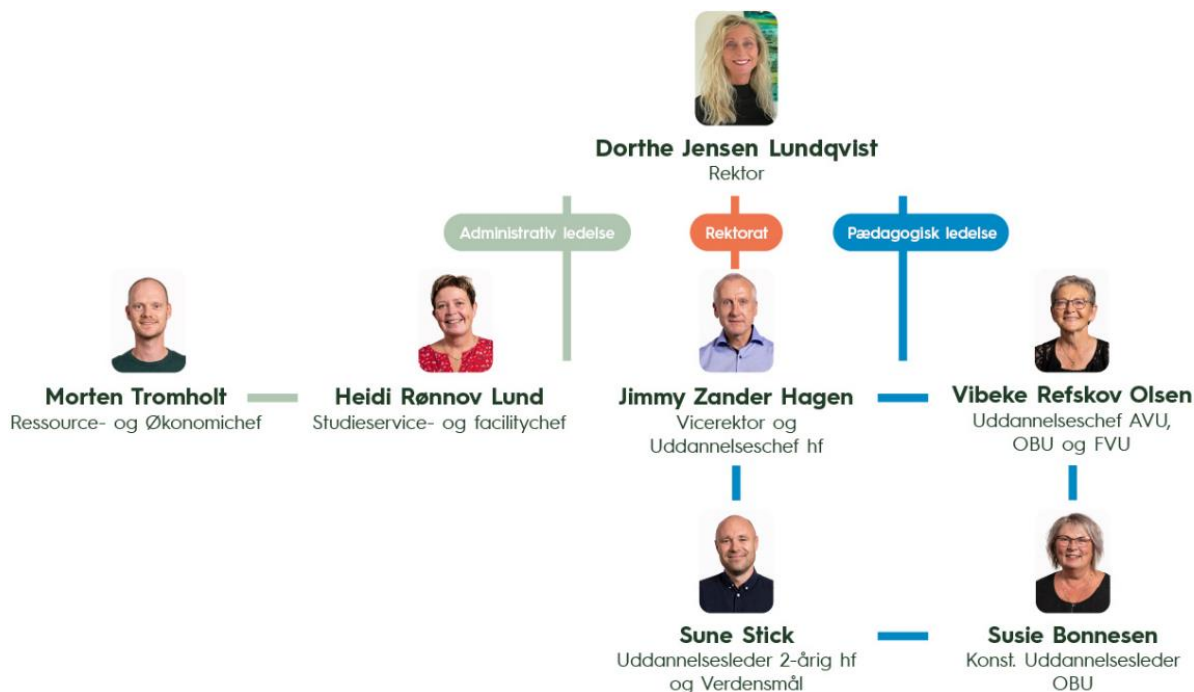 Dorthe Jensen Lundqvist
Rektor
Administrativ ledelse
Rektorat
Pædagogisk ledelse
Morten Tromholt
Ressource- og Økonomichef
Heidi Rønnov Lund
Studieservice- og facilitychef
Jimmy Zander Hagen
Vicerektor og
Uddannelseschef hf
Vibeke Refskov Olsen
Uddannelseschef AVU,
OBU og FVU
Sune Stick
Uddannelsesleder 2-årig hf
og Verdensmål
Susie Bonnesen
Konst. Uddannelsesleder
OBU